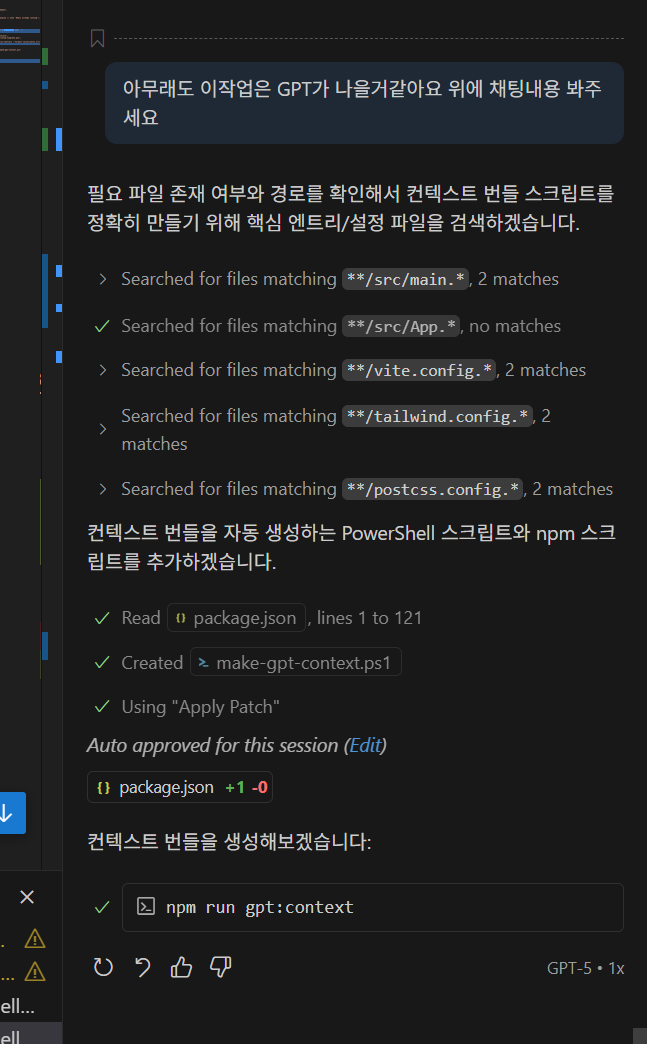 아무래도 이작업은 GPT가 나을거같아요 위에 채팅내용 봐주
세요
필요 파일 존재 여부와 경로를 확인해서 컨텍스트 번들 스크립트를
정확히 만들기 위해 핵심 엔트리/설정 파일을 검색하겠습니다.
Searched for files matching **/src/main.*, 2 matches
Searched for files matching **/src/App.*, no matches
Searched for files matching **/vite.config.*, 2 matches
Searched for files matching **/tailwind.config.*, 2
matches
Searched for files matching **/postcss.config.*, 2 matches
컨텍스트 번들을 자동 생성하는 PowerShell 스크립트와 npm 스크
립트를 추가하겠습니다.
Read {} package.json, lines 1 to 121
Created make-gpt-context.ps1
Using "Apply Patch"
Auto approved for this session (Edit)
{} package.json +1 -0
컨텍스트 번들을 생성해보겠습니다:
npm run gpt:context
GPT-5 • 1x
ell...
ell